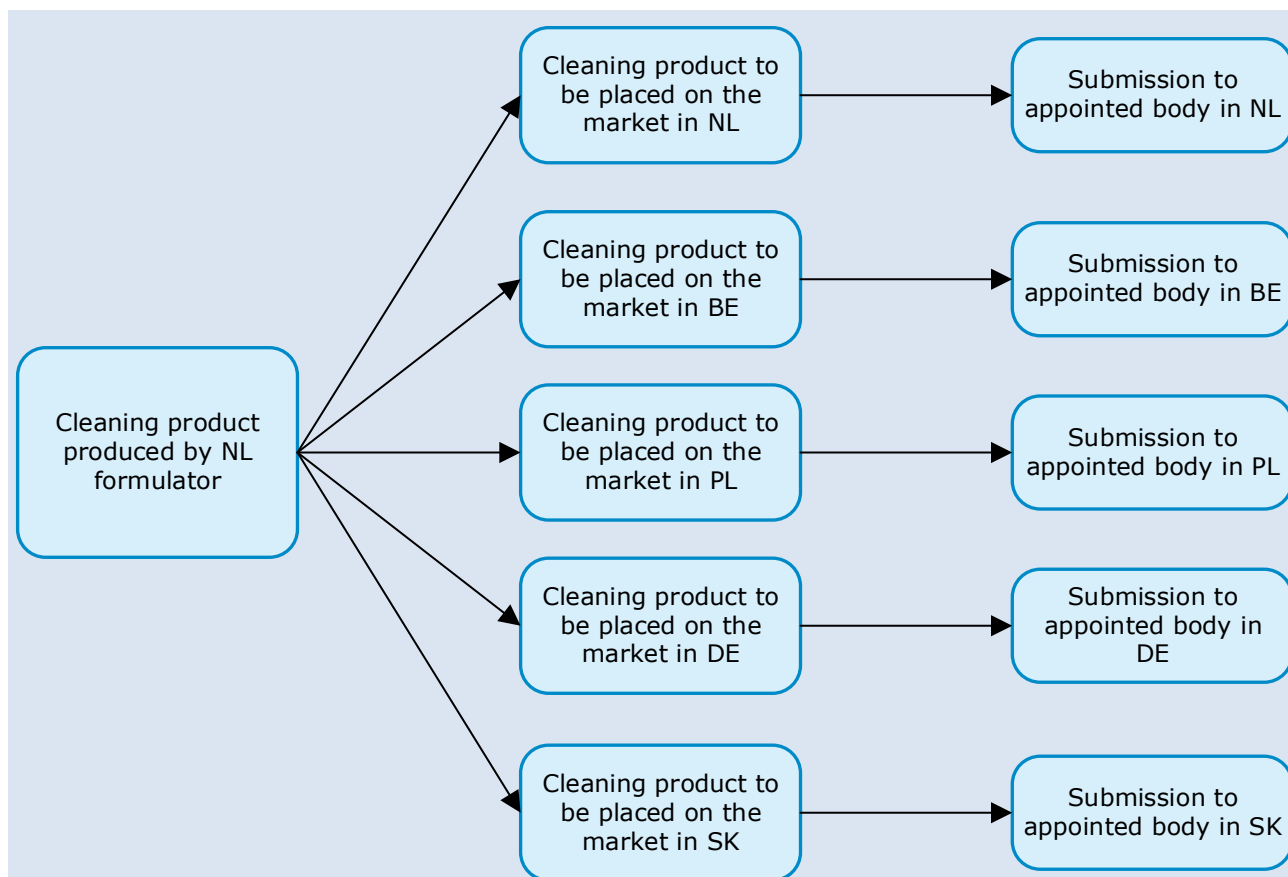 Cleaning product
produced by NL
formulator
Cleaning product to
be placed on the
market in NL
Submission to
appointed body in NL
Cleaning product to
be placed on the
market in BE
Submission to
appointed body in BE
Cleaning product to
be placed on the
market in PL
Submission to
appointed body in PL
Cleaning product to
be placed on the
market in DE
Submission to
appointed body in
DE
Cleaning product to
be placed on the
market in SK
Submission to
appointed body in SK